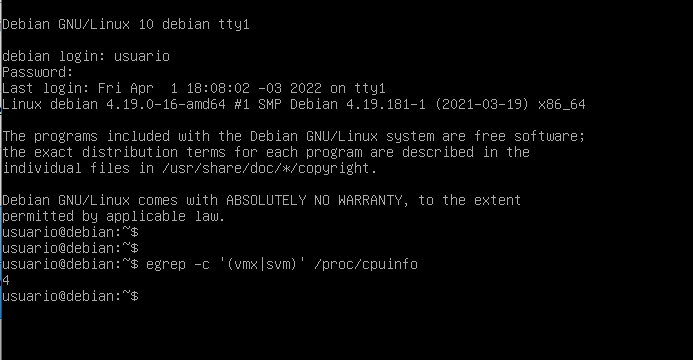 Debian GNU/Linux 10 debian tty1
debian login: usuario
Password:
Last login: Fri Apr  1 18:08:02 -03 2022 on tty1
Linux debian 4.19.0-16-amd64 #1 SMP Debian 4.19.181-1 (2021-03-19) x86_64
The programs included with the Debian GNU/Linux system are free software;
the exact distribution terms for each program are described in the
individual files in /usr/share/doc/*/copyright.
Debian GNU/Linux comes with ABSOLUTELY NO WARRANTY, to the extent
permitted by applicable law.
usuario@debian:~$
usuario@debian:~$
usuario@debian:~$ egrep -c '(vmx|svm)' /proc/cpuinfo
4
usuario@debian:~$